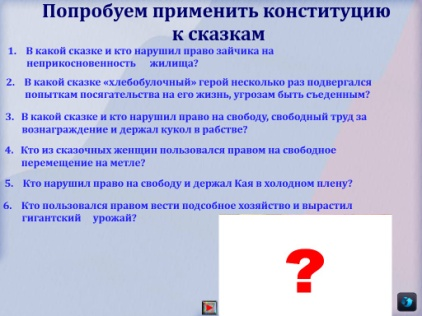 Попробуем применить конституцию
к сказкам
1. В какой сказке и кто нарушил право зайчика на
неприкосновенность жилища?
2. В какой сказке «хлебобулочный» герой несколько раз подвергался
попыткам посягательства на его жизнь, угрозам быть съеденным?
3. В какой сказке и кто нарушил право на свободу, свободный труд за
вознаграждение и держал кукол в рабстве?
4. Кто из сказочных женщин пользовался правом на свободное
перемещение на метле?
5. Кто нарушил право на свободу и держал Кая в холодном плену?
6. Кто пользовался правом вести подсобное хозяйство и вырастил
гигантский урожай?
?